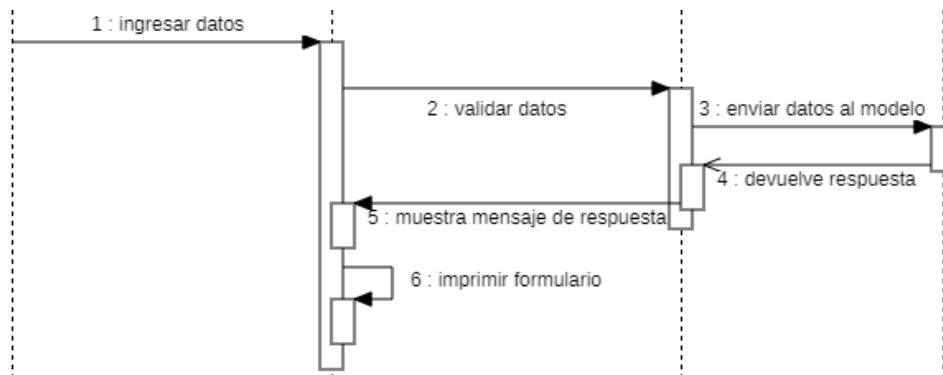 1 : ingresar datos
2 : validar datos
3 : enviar datos al modelo
4 : devuelve respuesta
5 : muestra mensaje de respuesta
6 : imprimir formulario